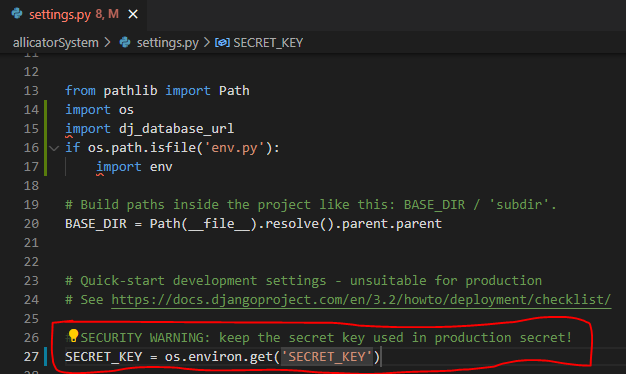 settings.py 8, M
allicatorSystem > settings.py > SECRET_KEY
11
12
13 from pathlib import Path
14 import os
15 import dj_database_url
16 if os.path.isfile('env.py'):
17 import env
18
19 # Build paths inside the project like this: BASE_DIR / 'subdir'.
20 BASE_DIR = Path(__file__).resolve().parent.parent
21
22
23 # Quick-start development settings - unsuitable for production
24 # See https://docs.djangoproject.com/en/3.2/howto/deployment/checklist/
25
26 # SECURITY WARNING: keep the secret key used in production secret!
27 SECRET_KEY = os.environ.get('SECRET_KEY')